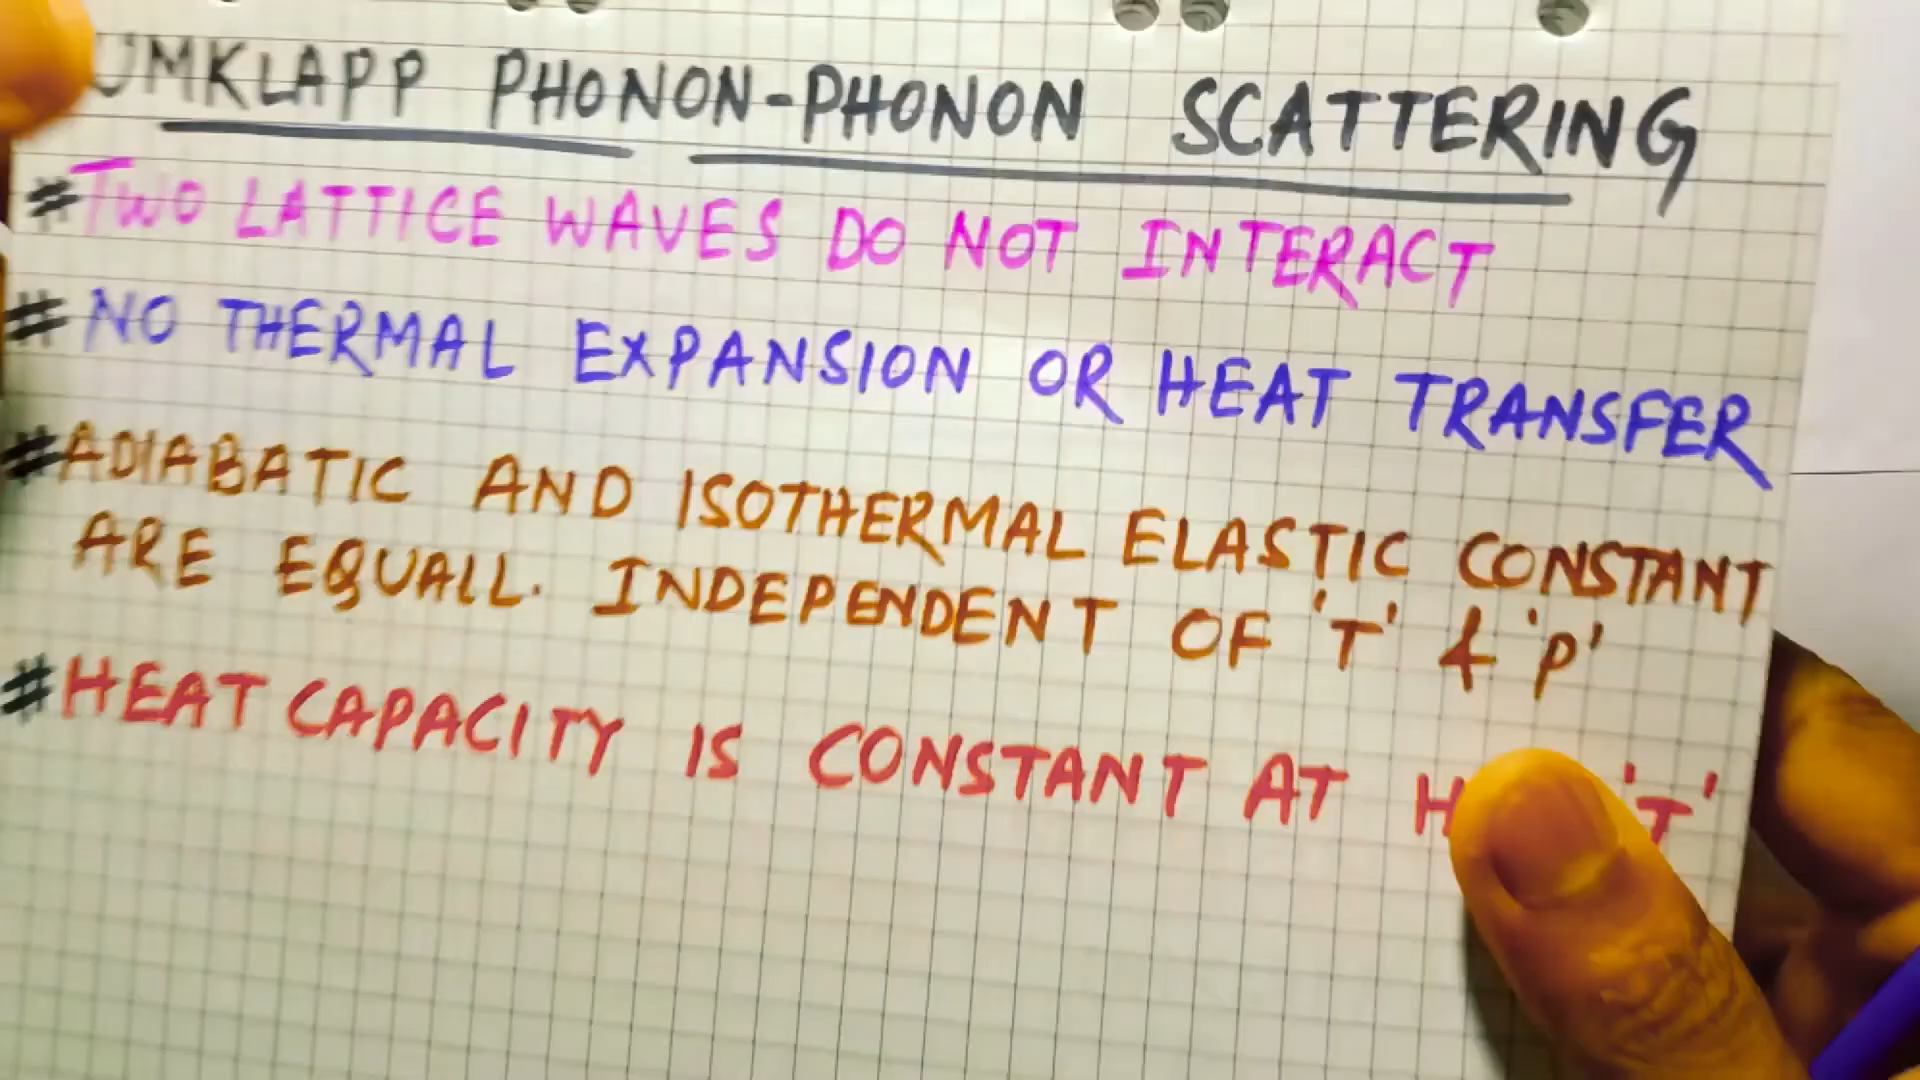 UMKLAPP PHONON-PHONON SCATTERING
# TWO LATTICE WAVES DO NOT INTERACT
# NO THERMAL EXPANSION OR HEAT TRANSFER
# ADIABATIC AND ISOTHERMAL ELASTIC CONSTANT
ARE EQUALL. INDEPENDENT OF 'T' & 'P'
# HEAT CAPACITY IS CONSTANT AT 'T'